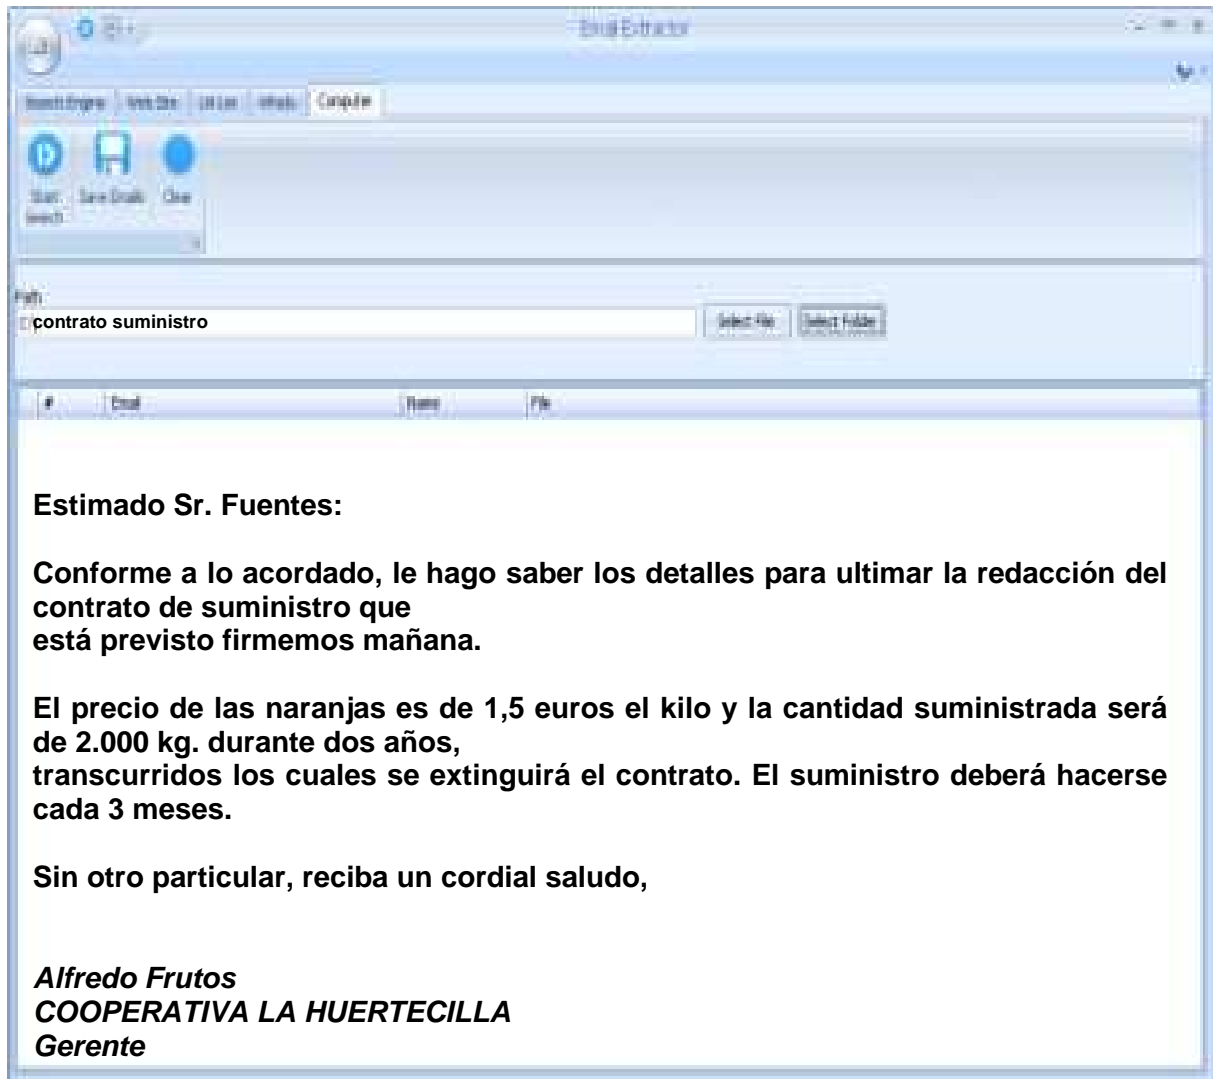 Email Extractor
Search Engine Web Site Computer
Start Search Save Emails Clear
Path
contrato suministro Select File Select Folder
# Email Name File
Estimado Sr. Fuentes:
Conforme a lo acordado, le hago saber los detalles para ultimar la redacción del
contrato de suministro que
está previsto firmemos mañana.
El precio de las naranjas es de 1,5 euros el kilo y la cantidad suministrada será
de 2.000 kg. durante dos años,
transcurridos los cuales se extinguirá el contrato. El suministro deberá hacerse
cada 3 meses.
Sin otro particular, reciba un cordial saludo,
Alfredo Frutos
COOPERATIVA LA HUERTECILLA
Gerente